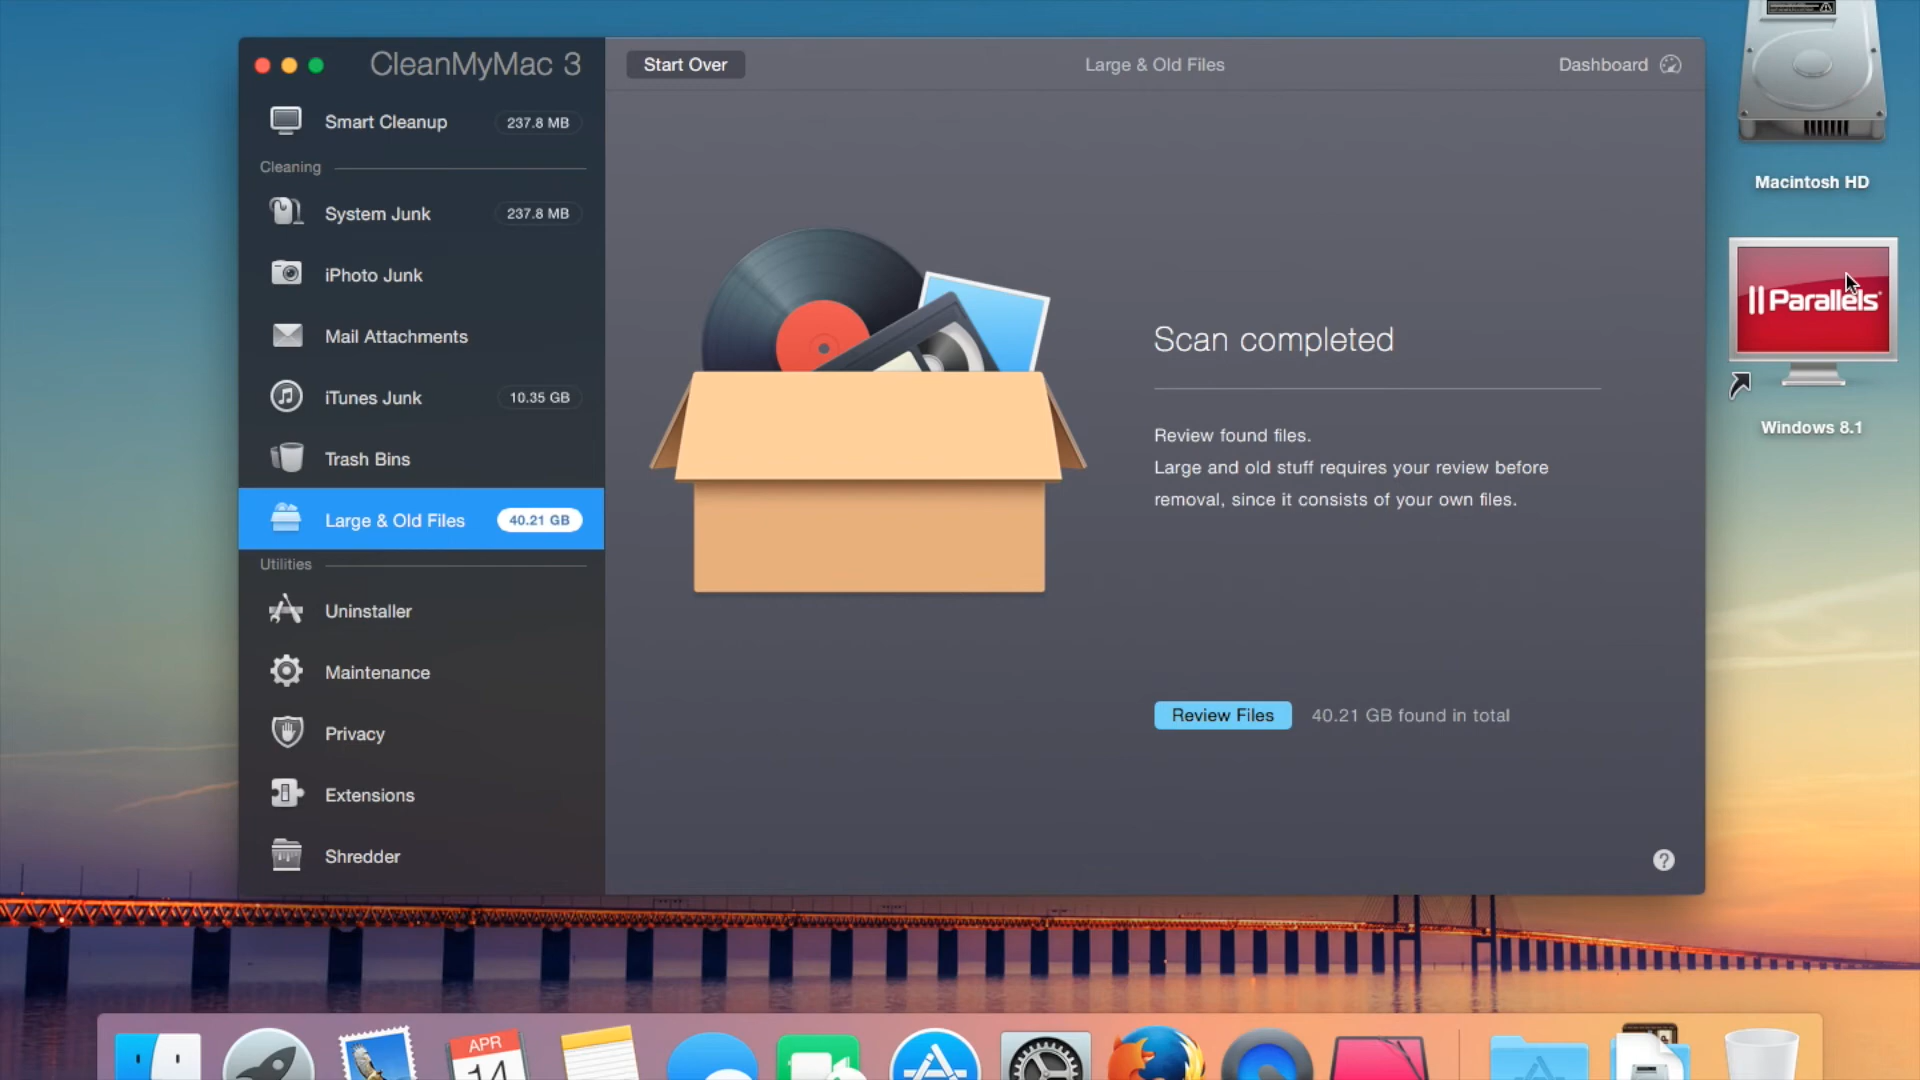 CleanMyMac 3
Start Over
Large & Old Files
Dashboard
Smart Cleanup 237.8 MB
Cleaning
System Junk 237.8 MB
iPhoto Junk
Mail Attachments
iTunes Junk 10.35 GB
Trash Bins
Large & Old Files 40.21 GB
Utilities
Uninstaller
Maintenance
Privacy
Extensions
Shredder
Scan completed
Review found files.
Large and old stuff requires your review before
removal, since it consists of your own files.
Review Files 40.21 GB found in total
?
Macintosh HD
Parallels
Windows 8.1
APR
14